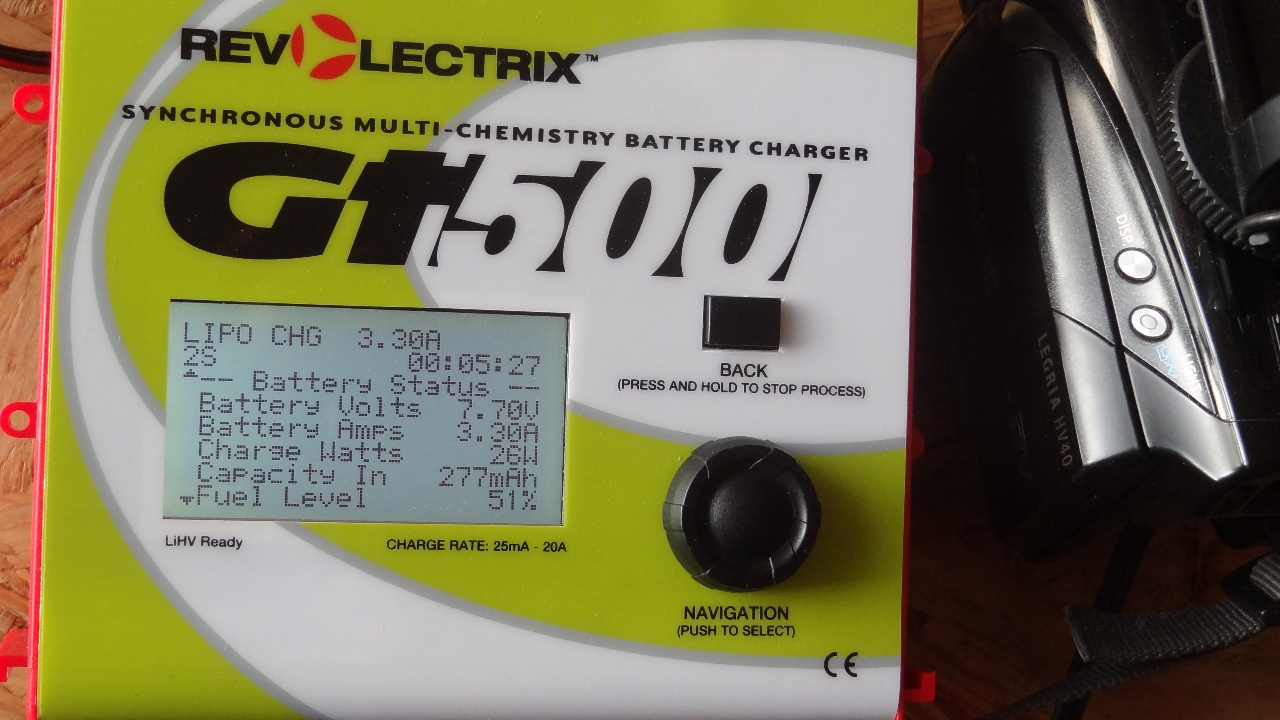 REVOLECTRIX™
SYNCHRONOUS MULTI-CHEMISTRY BATTERY CHARGER
Gt500
LIPO CHG 3.30A
2S 00:05:27
-- Battery Status --
Battery Volts 7.70V
Battery Amps 3.30A
Charge Watts 26W
Capacity In 277mAh
Fuel Level 51%
LiHV Ready
CHARGE RATE: 25mA - 20A
BACK
(PRESS AND HOLD TO STOP PROCESS)
NAVIGATION
(PUSH TO SELECT)
CE
LEGRIA HV40